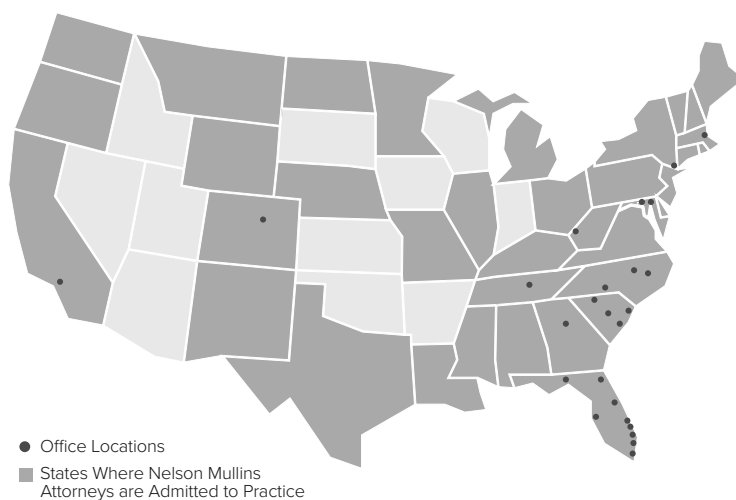 Office Locations
States Where Nelson Mullins
Attorneys are Admitted to Practice